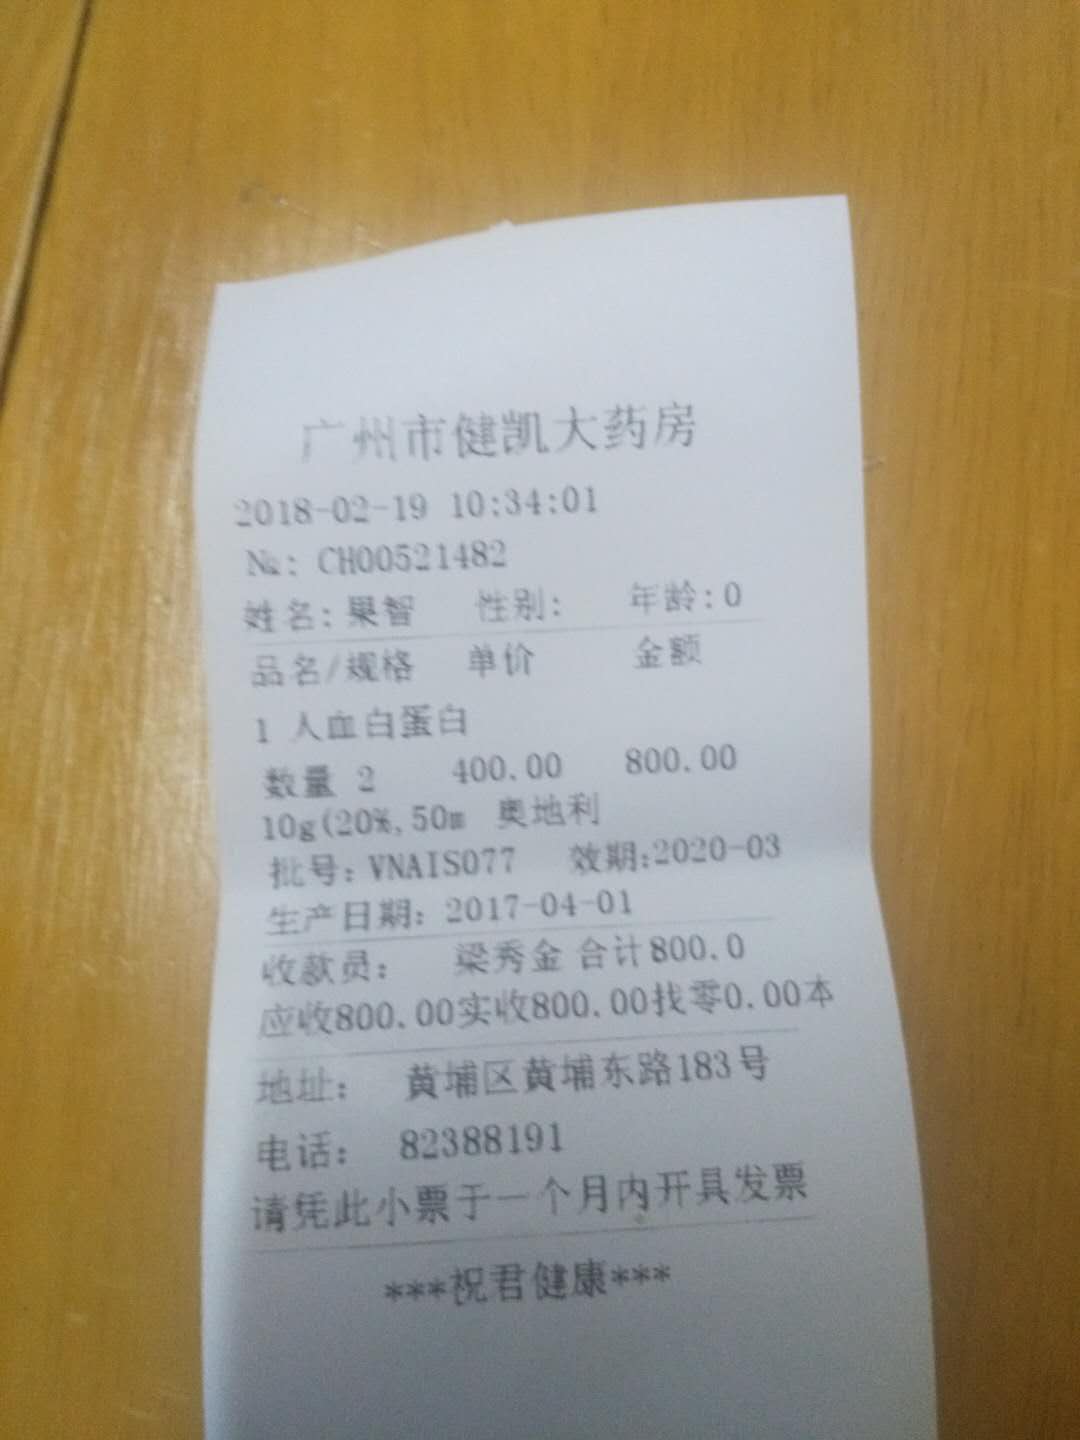 广州市健凯大药房
2018-02-19 10:34:01
№: CH00521482
姓名: 果智 性别: 年龄:0
品名/规格 单价 金额
1 人血白蛋白
数量 2 400.00 800.00
10g(20%,50m 奥地利
批号: VNAIS077 效期:2020-03
生产日期: 2017-04-01
收款员: 梁秀金 合计800.0
应收800.00实收800.00找零0.00本
地址: 黄埔区黄埔东路183号
电话: 82388191
请凭此小票于一个月内开具发票
***祝君健康***